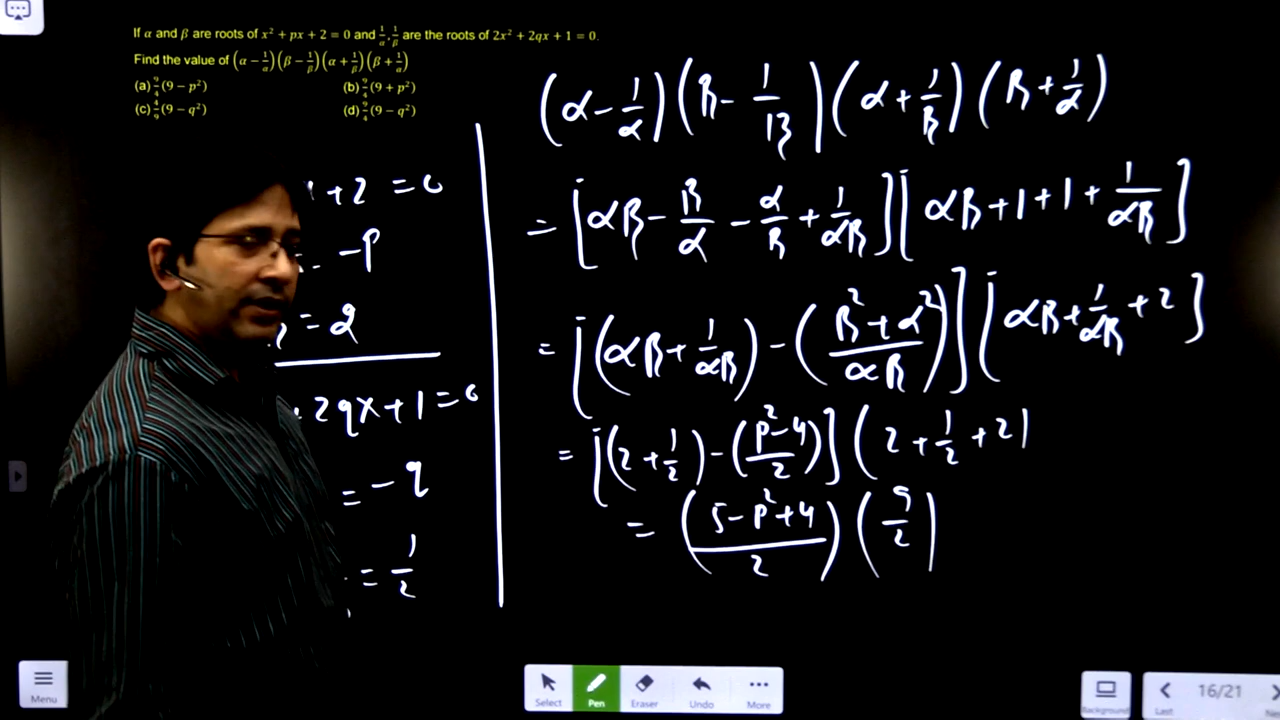 If α and β are roots of x² + px + 2 = 0 and 1/α, 1/β are the roots of 2x² + 2qx + 1 = 0.
Find the value of (α − 1/α)(β − 1/β)(α + 1/β)(β + 1/α)
(a) 9/4 (9 − p²)
(b) 9/4 (9 + p²)
(c) 4/9 (9 − q²)
(d) 9/4 (9 − q²)
+2 = 0
−p
= 2
2qx + 1 = 0
= −q
= 1/2
(α − 1/α)(β − 1/β)(α + 1/β)(β + 1/α)
= [αβ − β/α − α/β + 1/αβ][αβ + 1 + 1 + 1/αβ]
= [(αβ + 1/αβ) − (β² + α²/αβ)][αβ + 1/αβ + 2]
= [(2 + 1/2) − (p² − 4/2)](2 + 1/2 + 2)
= (5 − p² + 4/2)(9/2)
Menu
Select
Pen
Eraser
Undo
More
Background
Last
16/21